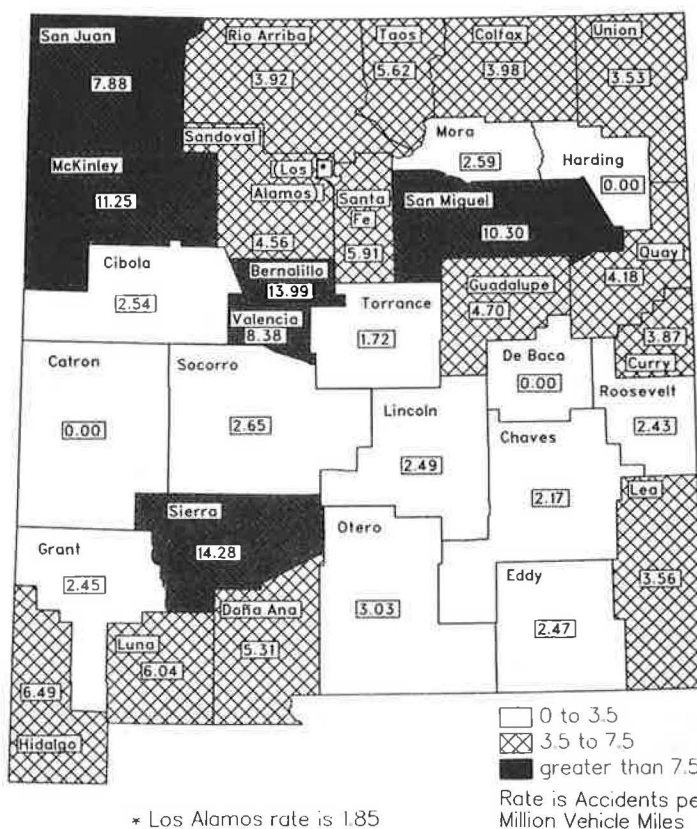 San Juan
7.88
Rio Arriba
3.92
Taos
5.62
Colfax
3.98
Union
3.53
Mora
2.59
Harding
0.00
Sandoval
4.56
McKinley
11.25
(Los *
Alamos)
Santa
Fe
5.91
San Miguel
10.30
Quay
4.18
Cibola
2.54
Bernalillo
13.99
Valencia
8.38
Torrance
1.72
Guadalupe
4.70
3.87
Curry
De Baca
0.00
Catron
0.00
Socorro
2.65
Lincoln
2.49
Roosevelt
2.43
Chaves
2.17
Lea
3.56
Sierra
14.28
Otero
3.03
Grant
2.45
Eddy
2.47
Doña Ana
5.31
Luna
6.04
6.49
Hidalgo
0 to 3.5
3.5 to 7.5
greater than 7.5
Rate is Accidents pe
Million Vehicle Miles
* Los Alamos rate is 1.85